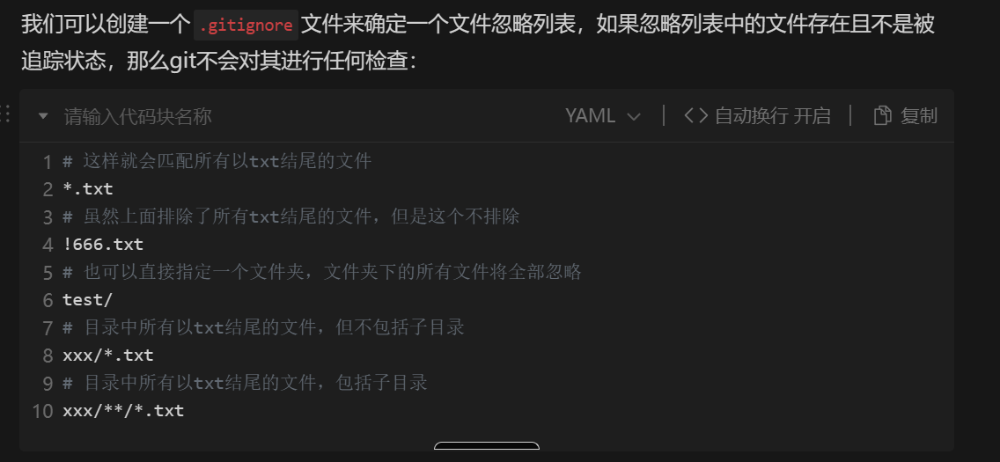 我们可以创建一个 .gitignore 文件来确定一个文件忽略列表，如果忽略列表中的文件存在且不是被
追踪状态，那么git不会对其进行任何检查：
请输入代码块名称 YAML 自动换行 开启 复制
1 # 这样就会匹配所有以txt结尾的文件
2 *.txt
3 # 虽然上面排除了所有txt结尾的文件，但是这个不排除
4 !666.txt
5 # 也可以直接指定一个文件夹，文件夹下的所有文件将全部忽略
6 test/
7 # 目录中所有以txt结尾的文件，但不包括子目录
8 xxx/*.txt
9 # 目录中所有以txt结尾的文件，包括子目录
10 xxx/**/*.txt